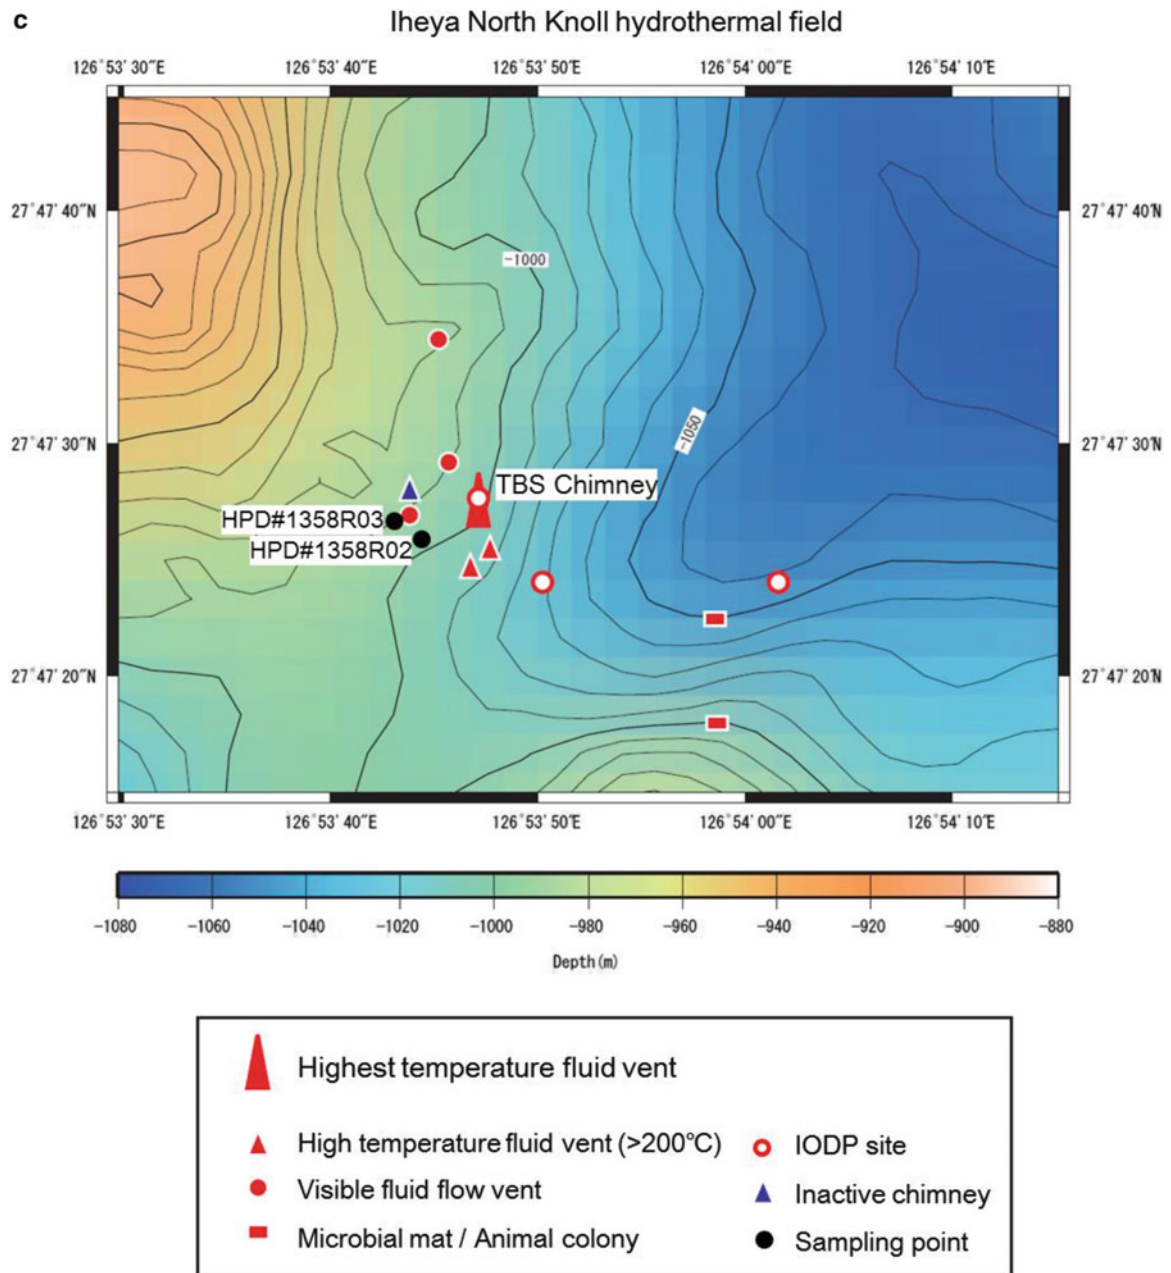 c
Iheya North Knoll hydrothermal field
126°53'30"E 126°53'40"E 126°53'50"E 126°54'00"E 126°54'10"E
27°47'40"N 27°47'40"N
-1000
27°47'30"N -1050 27°47'30"N
TBS Chimney
HPD#1358R03
HPD#1358R02
27°47'20"N 27°47'20"N
126°53'30"E 126°53'40"E 126°53'50"E 126°54'00"E 126°54'10"E
-1080 -1060 -1040 -1020 -1000 -980 -960 -940 -920 -900 -880
Depth(m)
Highest temperature fluid vent
High temperature fluid vent (>200℃) IODP site
Visible fluid flow vent Inactive chimney
Microbial mat / Animal colony Sampling point